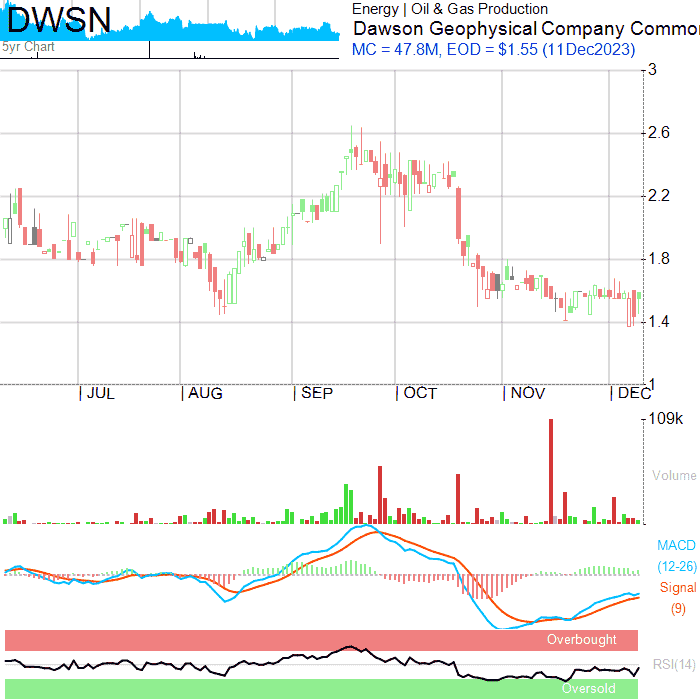 DWSN
5yr Chart
Energy | Oil & Gas Production
Dawson Geophysical Company Common
MC = 47.8M, EOD = $1.55 (11Dec2023)
3
2.6
2.2
1.8
1.4
1
JUL AUG SEP OCT NOV DEC
109k
Volume
MACD
(12-26)
Signal
(9)
Overbought
RSI(14)
Oversold